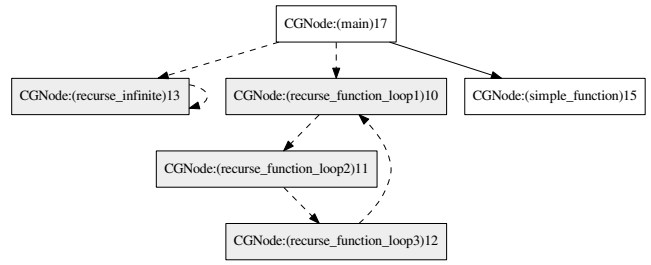 CGNode:(main)17
CGNode:(recurse_infinite)13
CGNode:(recurse_function_loop1)10
CGNode:(simple_function)15
CGNode:(recurse_function_loop2)11
CGNode:(recurse_function_loop3)12